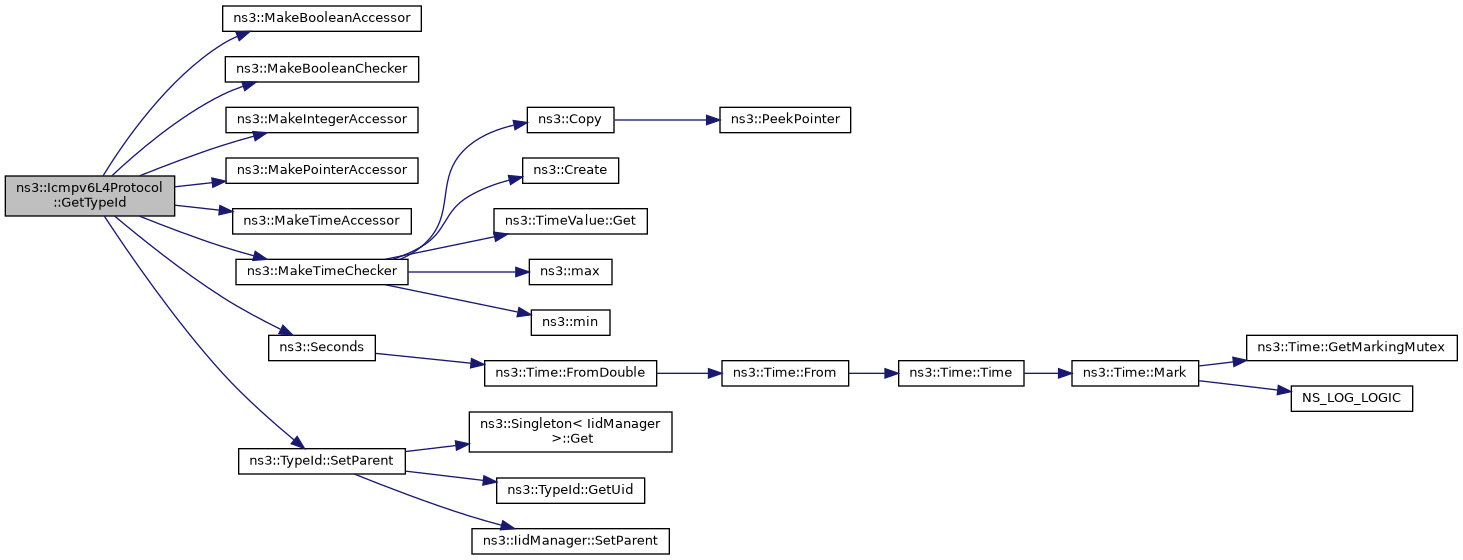 ns3::Icmpv6L4Protocol
::GetTypeId
ns3::MakeBooleanAccessor
ns3::MakeBooleanChecker
ns3::MakeIntegerAccessor
ns3::MakePointerAccessor
ns3::MakeTimeAccessor
ns3::MakeTimeChecker
ns3::Copy
ns3::PeekPointer
ns3::Create
ns3::TimeValue::Get
ns3::max
ns3::min
ns3::Seconds
ns3::Time::FromDouble
ns3::Time::From
ns3::Time::Time
ns3::Time::Mark
ns3::Time::GetMarkingMutex
NS_LOG_LOGIC
ns3::TypeId::SetParent
ns3::Singleton< IidManager
>::Get
ns3::TypeId::GetUid
ns3::IidManager::SetParent